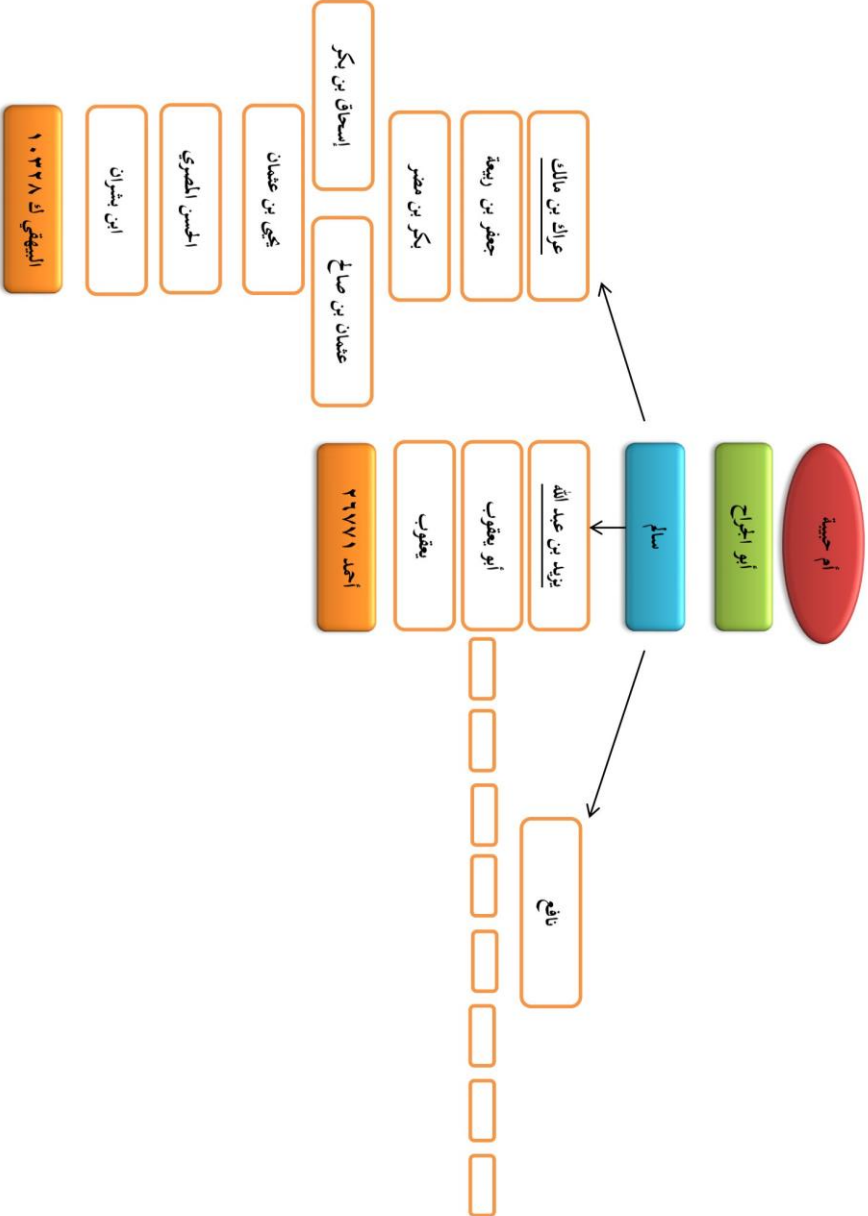 أم حبيبة
أبو الجراح
سالم
عراك بن مالك
جعفر بن ربيعة
بكر بن مضر
إسحاق بن بكر
عثمان بن صالح
يحيى بن عثمان
الحسن المصري
ابن بشران
البيهقي ك ١٠٣٢٨
يزيد بن عبد الله
أبو يعقوب
يعقوب
أحمد ٢٦٧٧١
نافع